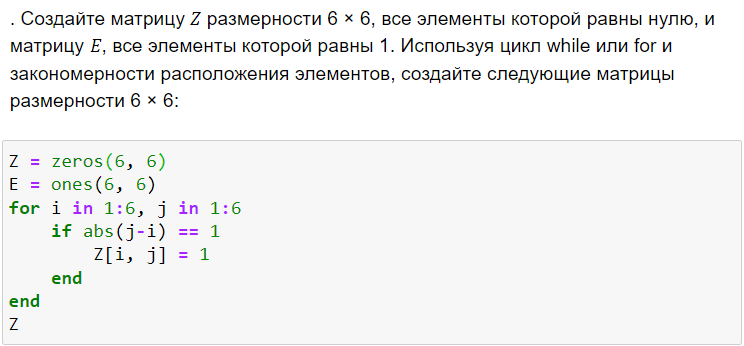 . Создайте матрицу Z размерности 6 × 6, все элементы которой равны нулю, и
матрицу E, все элементы которой равны 1. Используя цикл while или for и
закономерности расположения элементов, создайте следующие матрицы
размерности 6 × 6:
Z = zeros(6, 6)
E = ones(6, 6)
for i in 1:6, j in 1:6
    if abs(j-i) == 1
        Z[i, j] = 1
    end
end
Z